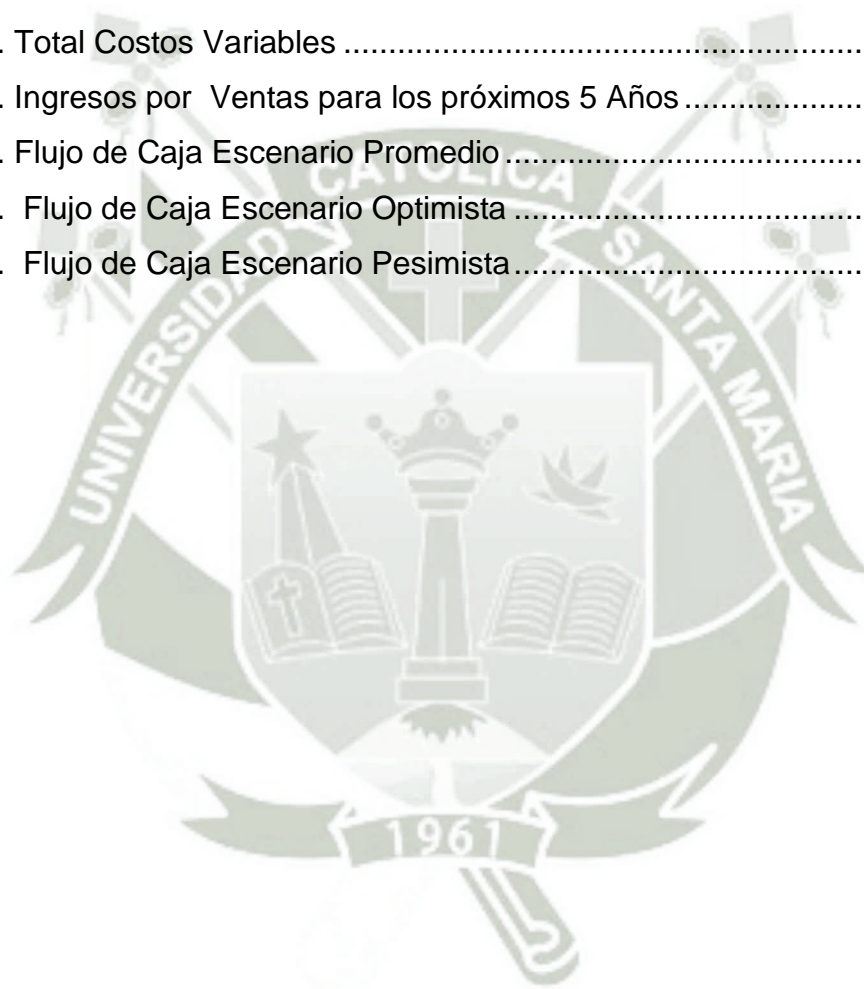 . Total Costos Variables ........................................................
. Ingresos por  Ventas para los próximos 5 Años ...................
. Flujo de Caja Escenario Promedio .......................................
.  Flujo de Caja Escenario Optimista ......................................
.  Flujo de Caja Escenario Pesimista ......................................
UNIVERSIDAD CATOLICA SANTA MARIA
1961